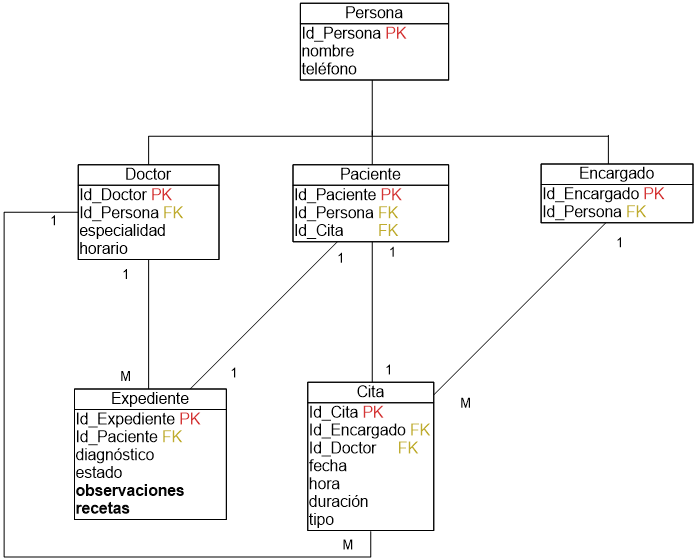 Persona
Id_Persona PK
nombre
teléfono
Doctor
Id_Doctor PK
Id_Persona FK
especialidad
horario
Paciente
Id_Paciente PK
Id_Persona FK
Id_Cita FK
Encargado
Id_Encargado PK
Id_Persona FK
1
1
1
1
1
M
1
1
M
Expediente
Id_Expediente PK
Id_Paciente FK
diagnóstico
estado
observaciones
recetas
Cita
Id_Cita PK
Id_Encargado FK
Id_Doctor FK
fecha
hora
duración
tipo
M